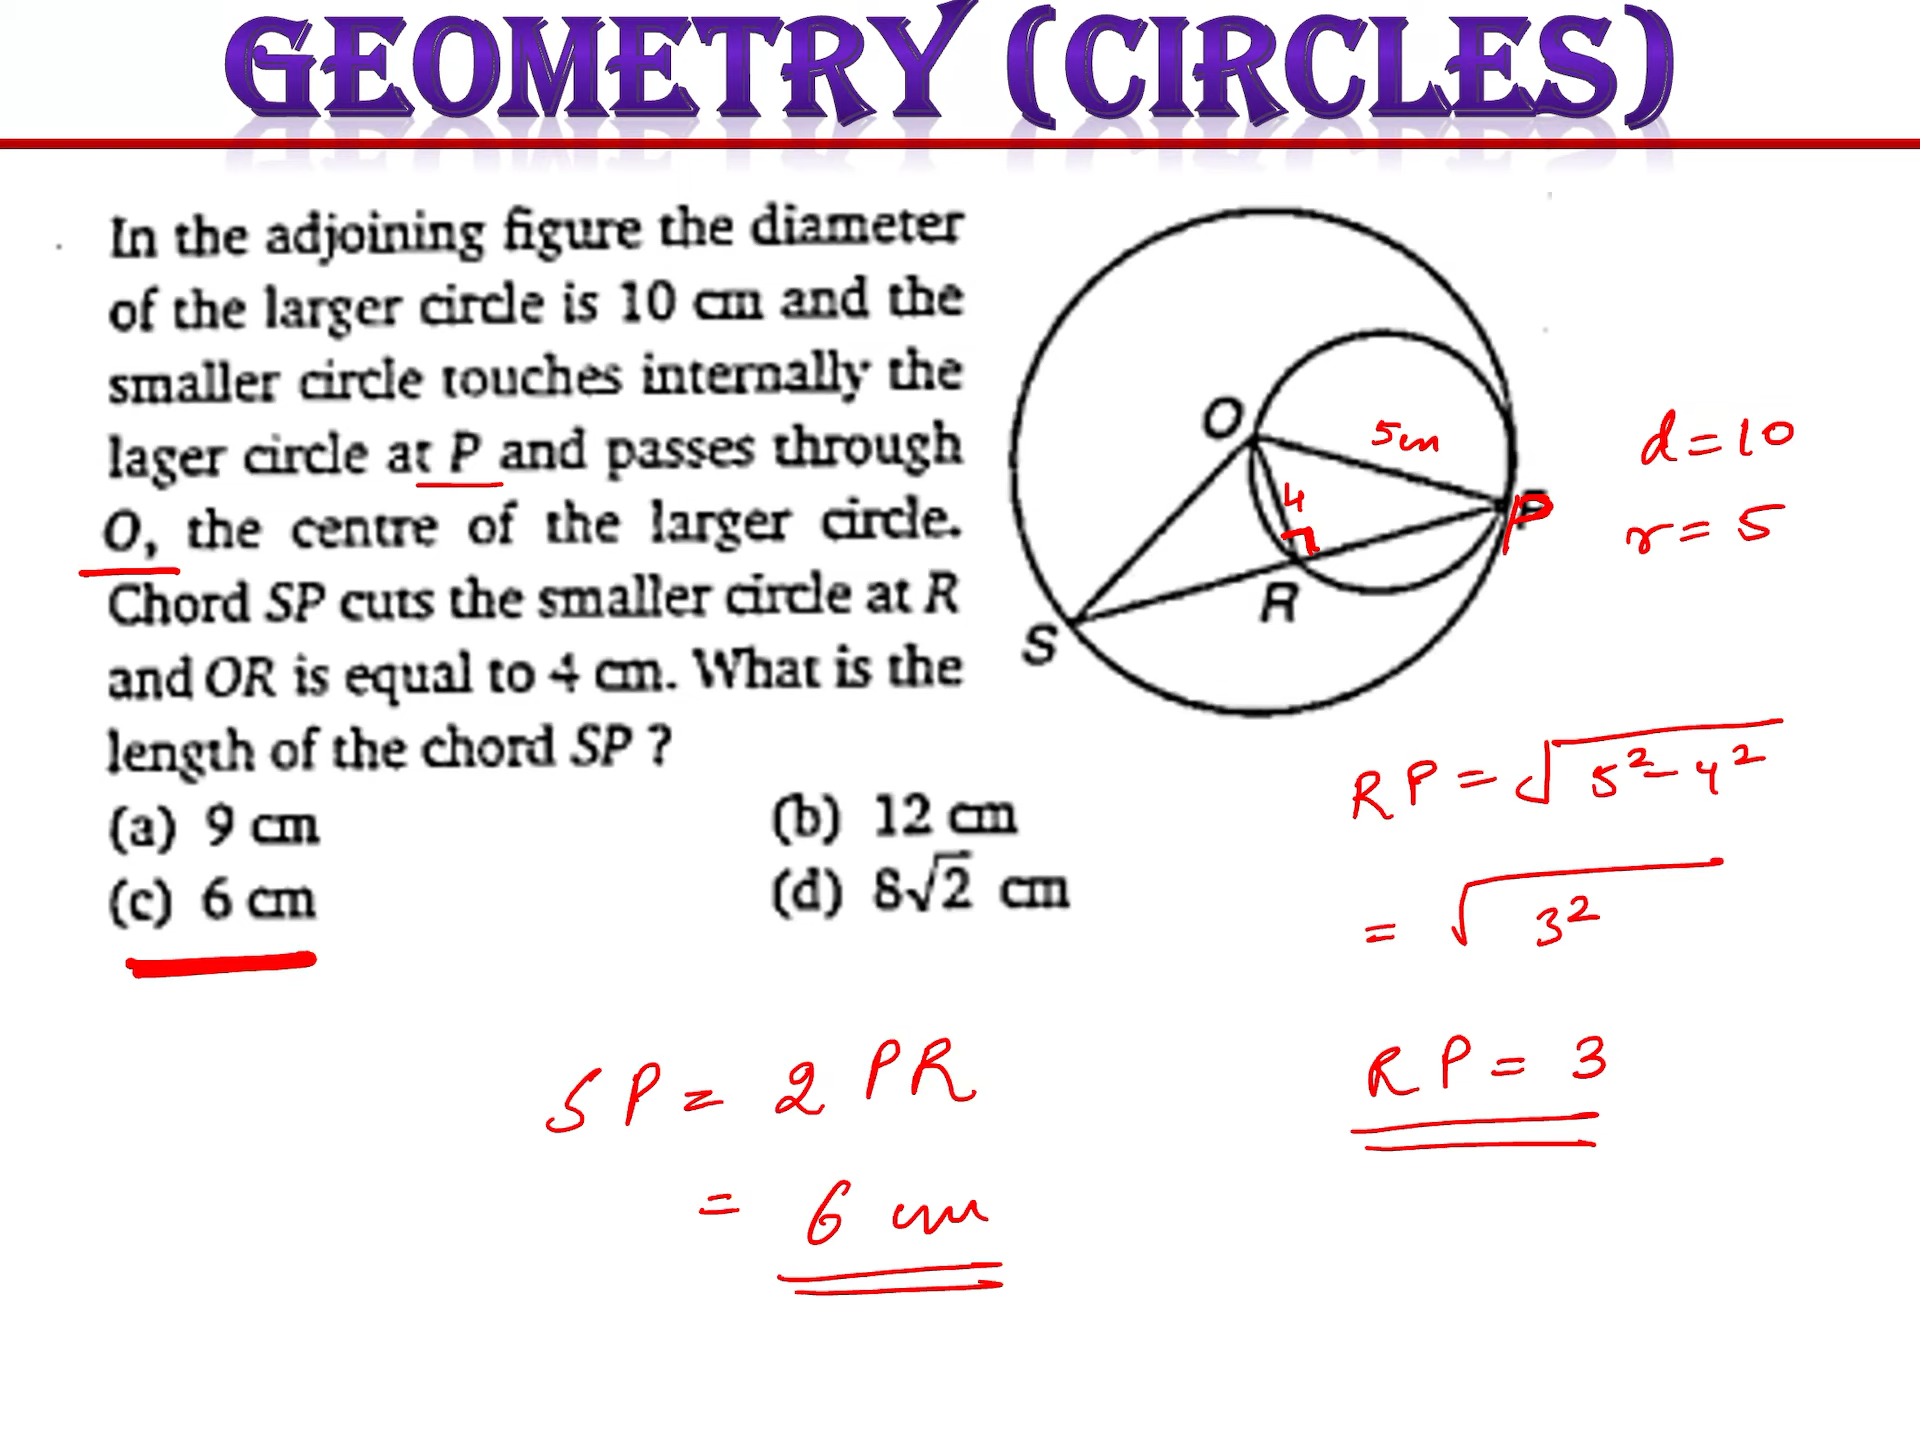 GEOMETRY (CIRCLES)
In the adjoining figure the diameter
of the larger circle is 10 cm and the
smaller circle touches internally the
lager circle at P and passes through
O, the centre of the larger circle.
Chord SP cuts the smaller circle at R
and OR is equal to 4 cm. What is the
length of the chord SP ?
(a) 9 cm (b) 12 cm
(c) 6 cm (d) 8√2 cm
O
5cm
4
P
R
S
d = 10
r = 5
RP = √5²-4²
= √3²
RP = 3
SP = 2 PR
= 6 cm